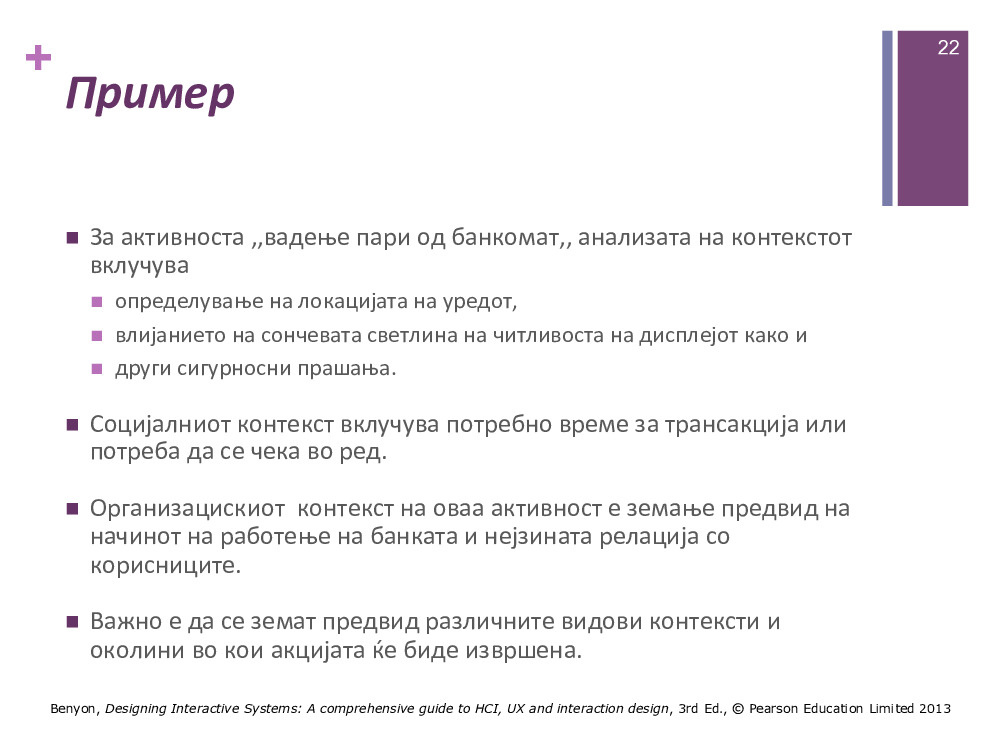 22
+
Пример
За активноста ,,вадење пари од банкомат,, анализата на контекстот
вклучува
определување на локацијата на уредот,
влијанието на сончевата светлина на читливоста на дисплејот како и
други сигурносни прашања.
Социјалниот контекст вклучува потребно време за трансакција или
потреба да се чека во ред.
Организацискиот  контекст на оваа активност е земање предвид на
начинот на работење на банката и нејзината релација со
корисниците.
Важно е да се земат предвид различните видови контексти и
околини во кои акцијата ќе биде извршена.
Benyon, Designing Interactive Systems: A comprehensive guide to HCI, UX and interaction design, 3rd Ed., © Pearson Education Limited 2013